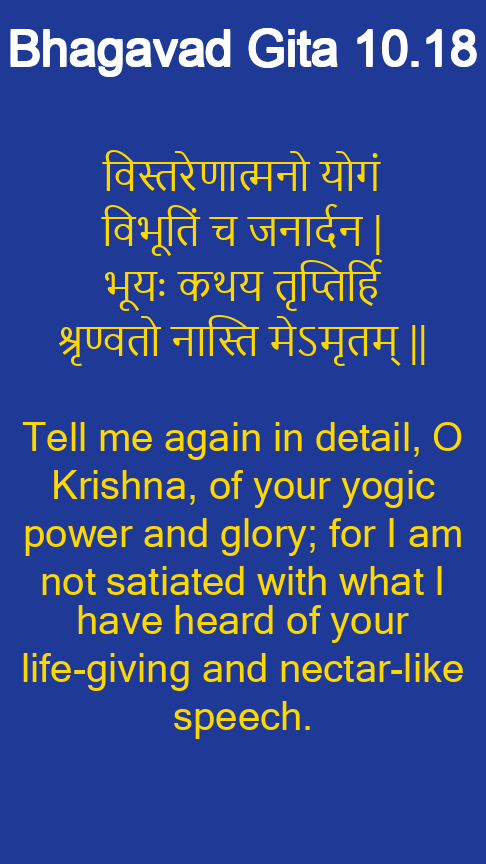 Bhagavad Gita 10.18
विस्तरेणात्मनो योगं
विभूतिं च जनार्दन |
भूयः कथय तृप्तिर्हि
श्रृण्वतो नास्ति मेऽमृतम् ||
Tell me again in detail, O
Krishna, of your yogic
power and glory; for I am
not satiated with what I
have heard of your
life-giving and nectar-like
speech.